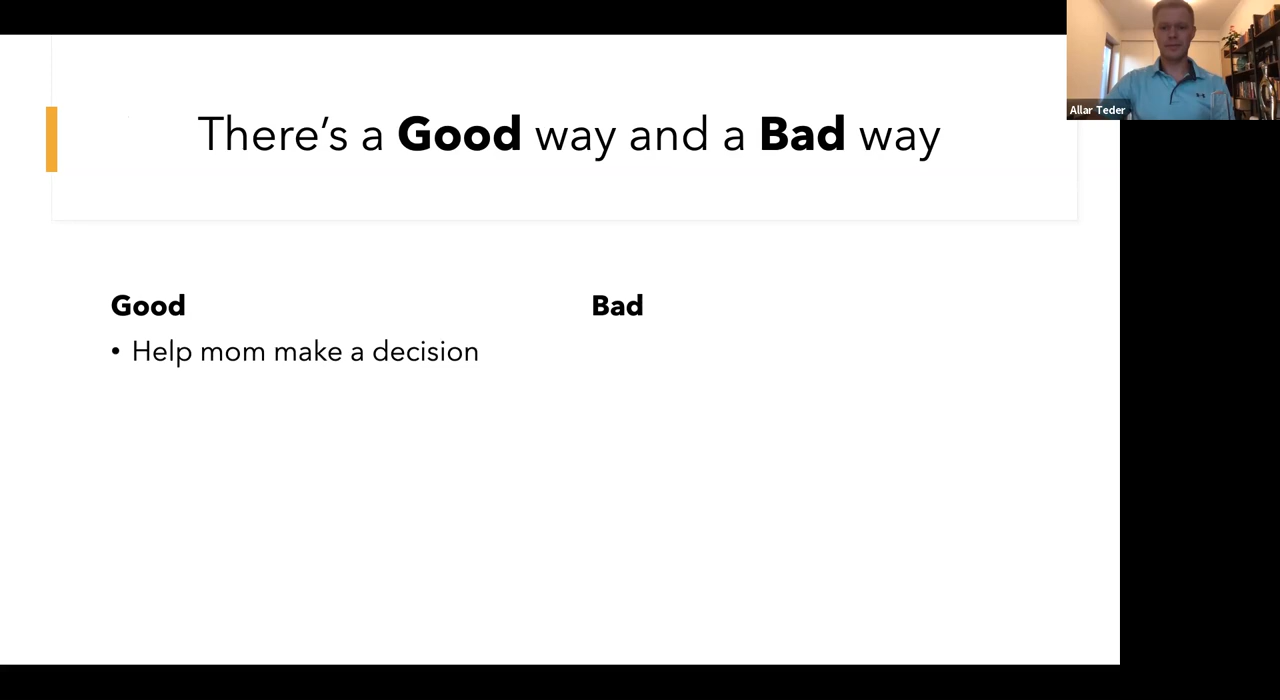 There’s a Good way and a Bad way
Good
• Help mom make a decision
Bad
Allar Teder